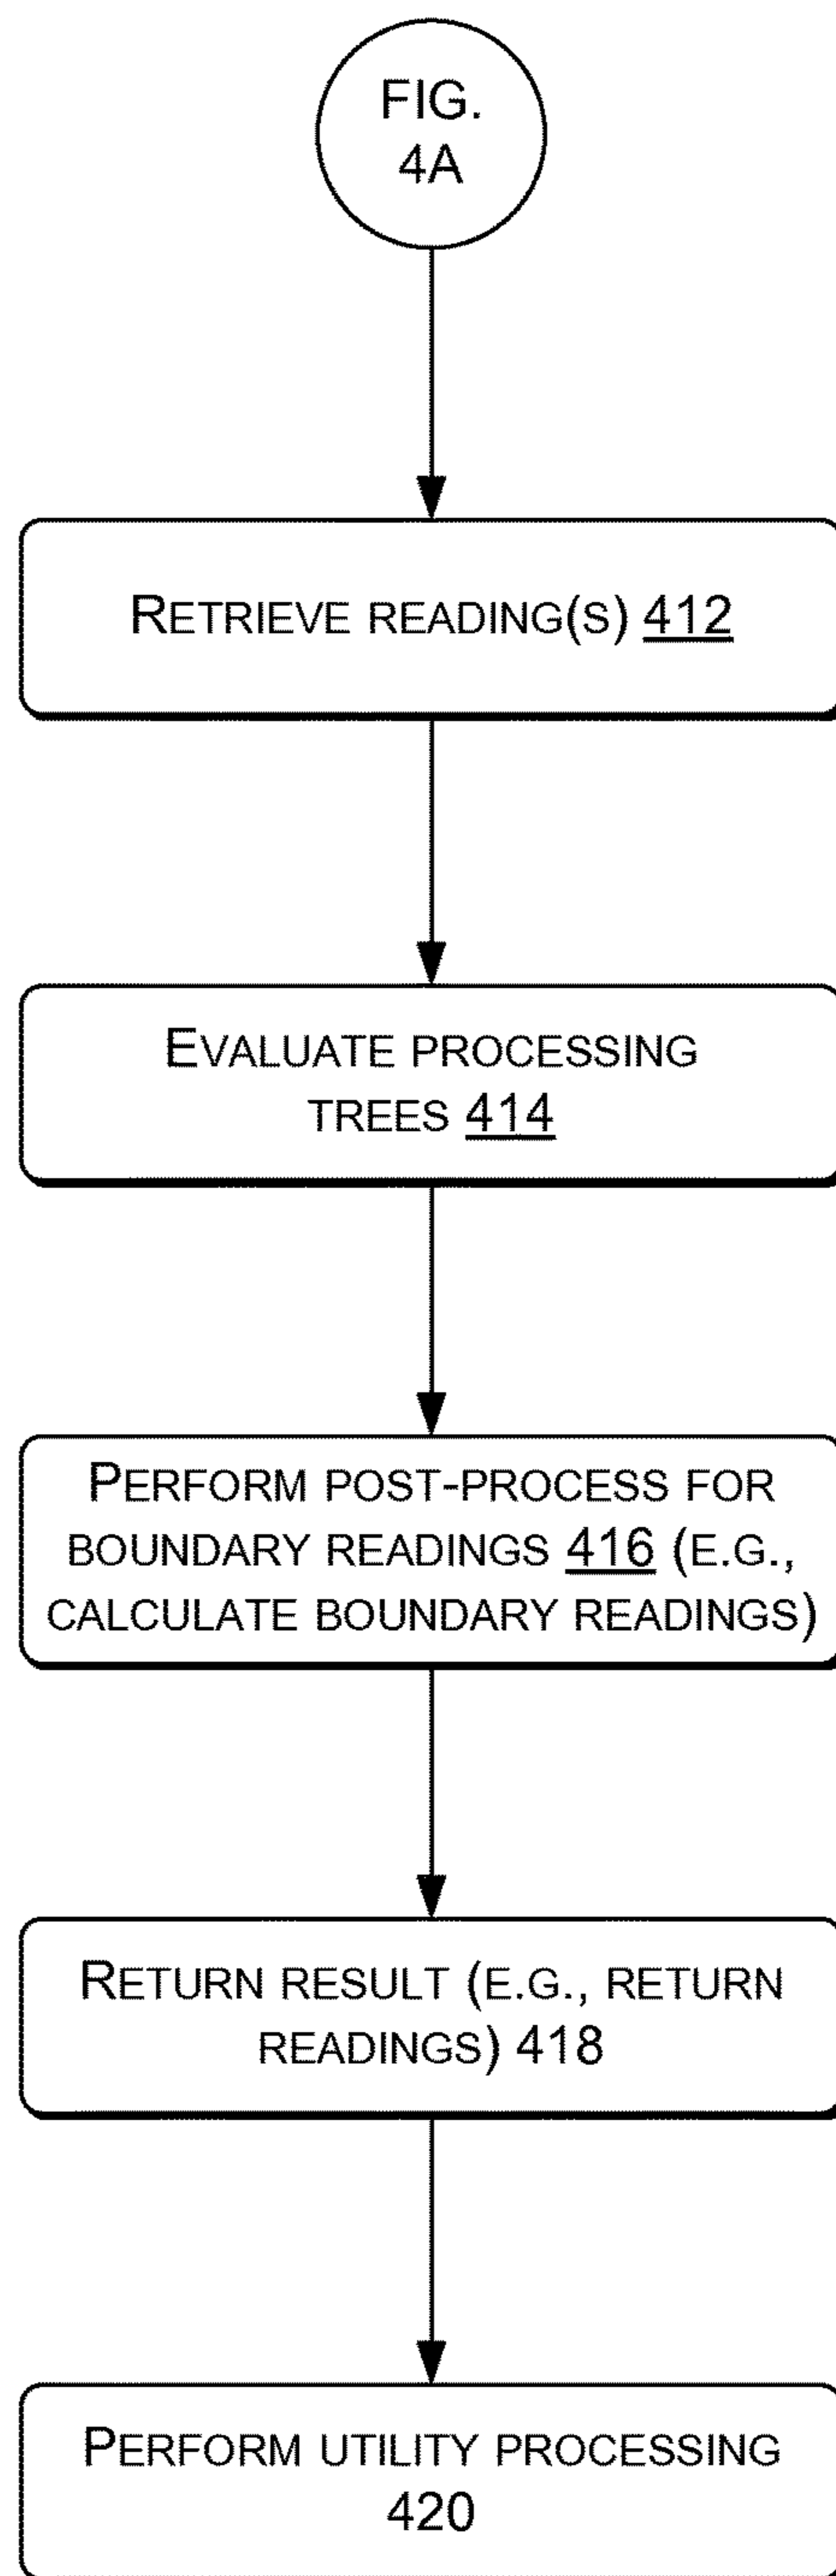 FIG.
4A
RETRIEVE READING(S) 412
EVALUATE PROCESSING
TREES 414
PERFORM POST-PROCESS FOR
BOUNDARY READINGS 416 (E.G.,
CALCULATE BOUNDARY READINGS)
RETURN RESULT (E.G., RETURN
READINGS) 418
PERFORM UTILITY PROCESSING
420